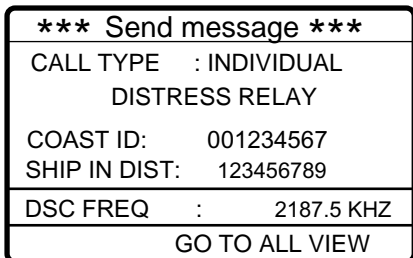 *** Send message ***
CALL TYPE : INDIVIDUAL
DISTRESS RELAY
COAST ID: 001234567
SHIP IN DIST: 123456789
DSC FREQ : 2187.5 KHZ
GO TO ALL VIEW